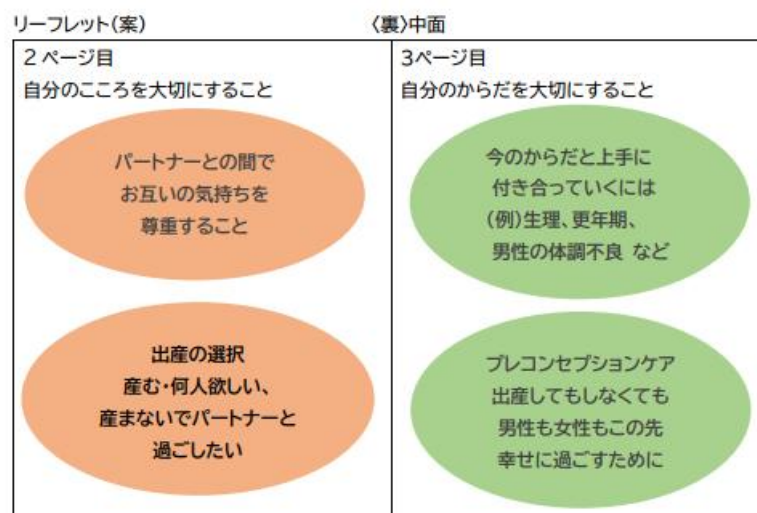 リーフレット(案)
〈裏〉中面
2 ページ目
自分のこころを大切にすること
パートナーとの間で
お互いの気持ちを
尊重すること
出産の選択
産む・何人欲しい、
産まないでパートナーと
過ごしたい
3ページ目
自分のからだを大切にすること
今のからだと上手に
付き合っていくには
(例)生理、更年期、
男性の体調不良 など
プレコンセプションケア
出産してもしなくても
男性も女性もこの先
幸せに過ごすために